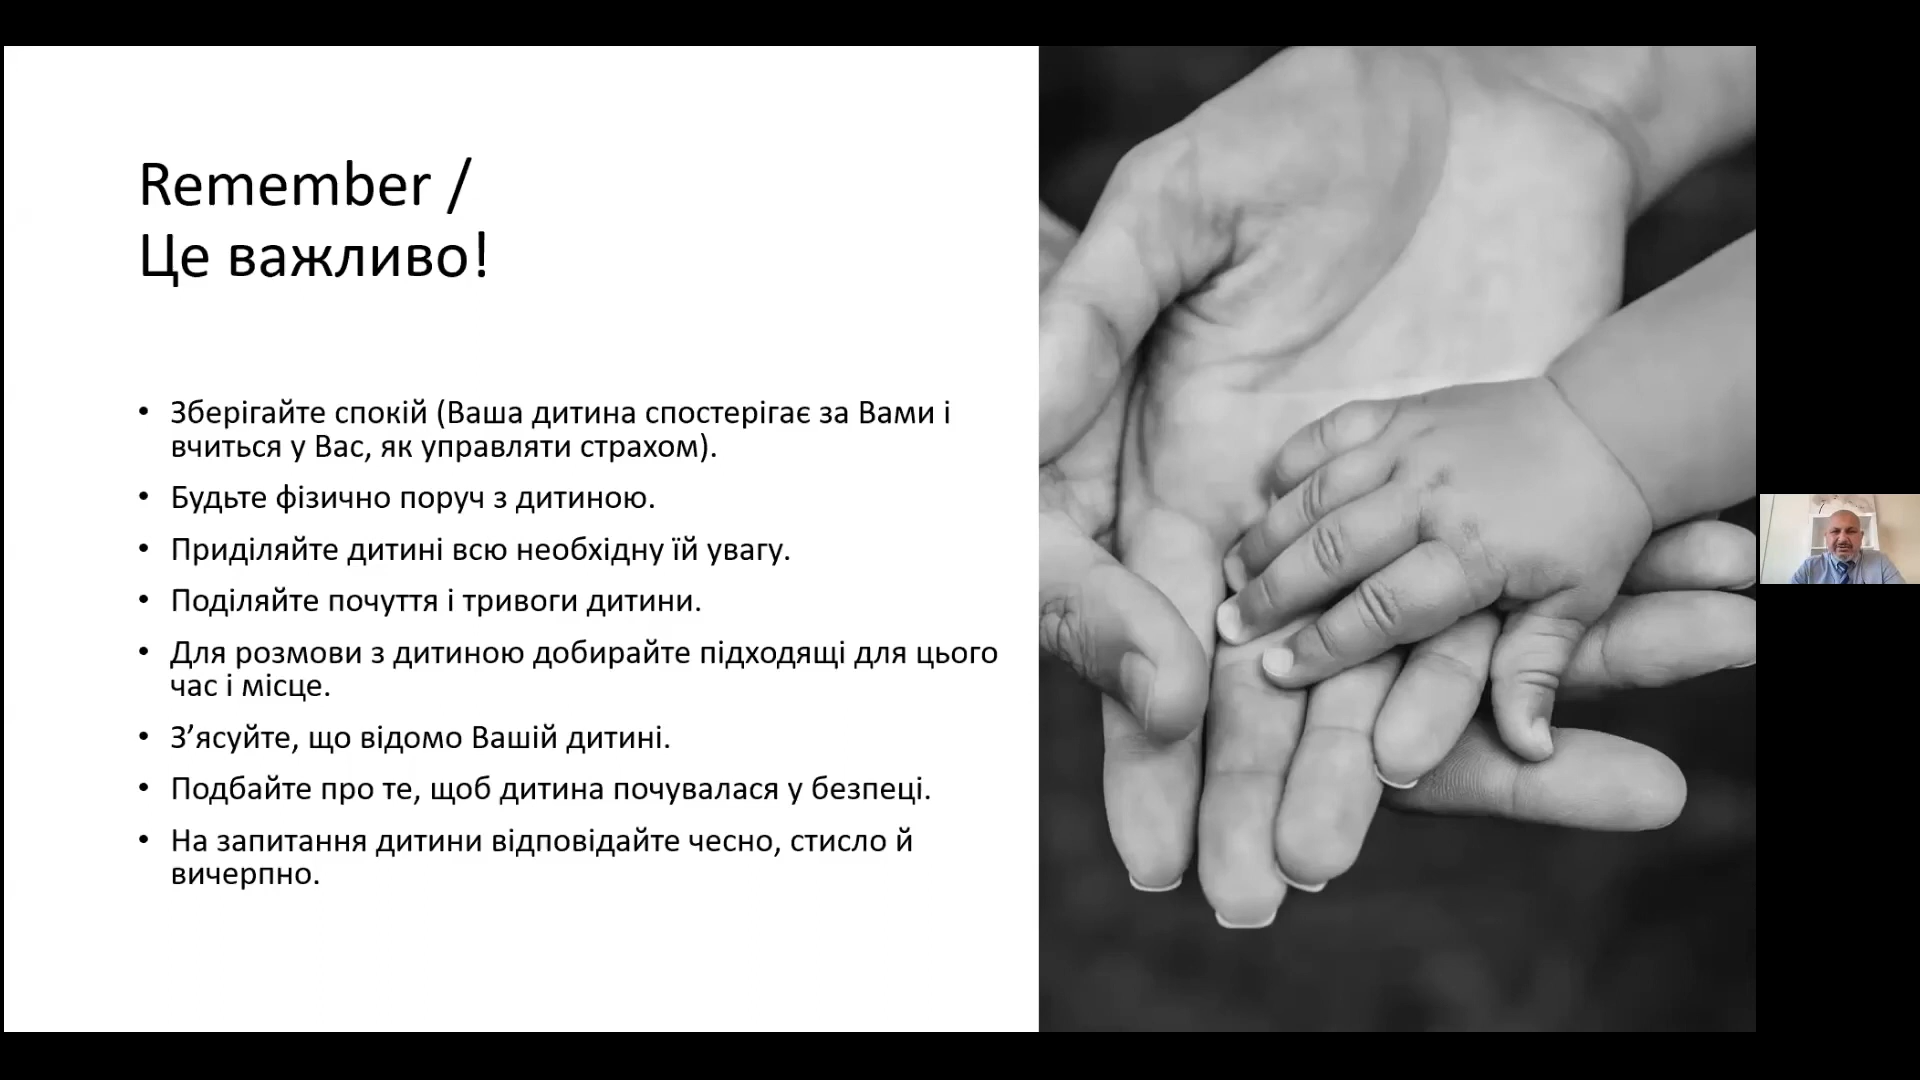 Remember /
Це важливо!
• Зберігайте спокій (Ваша дитина спостерігає за Вами і
вчиться у Вас, як управляти страхом).
• Будьте фізично поруч з дитиною.
• Приділяйте дитині всю необхідну їй увагу.
• Поділяйте почуття і тривоги дитини.
• Для розмови з дитиною добирайте підходящі для цього
час і місце.
• З’ясуйте, що відомо Вашій дитині.
• Подбайте про те, щоб дитина почувалася у безпеці.
• На запитання дитини відповідайте чесно, стисло й
вичерпно.